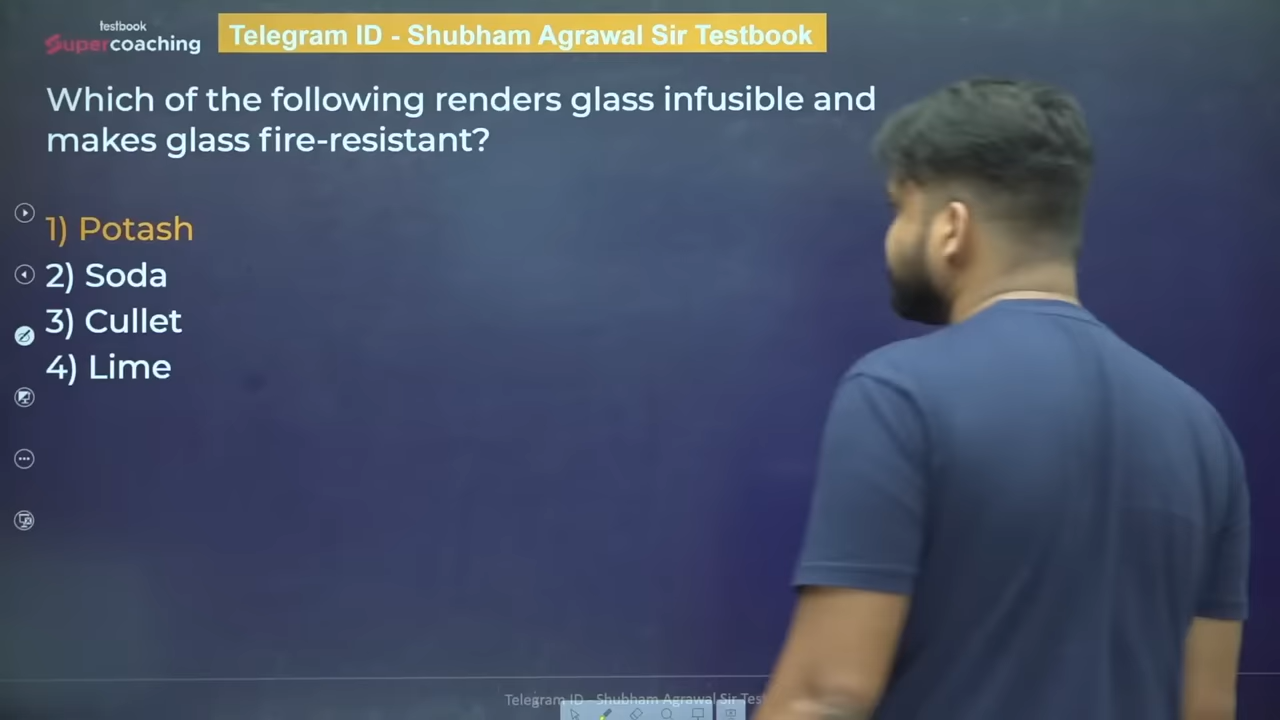 testbook
Supercoaching
Telegram ID - Shubham Agrawal Sir Testbook
Which of the following renders glass infusible and
makes glass fire-resistant?
1) Potash
2) Soda
3) Cullet
4) Lime
Telegram ID - Shubham Agrawal Sir Test